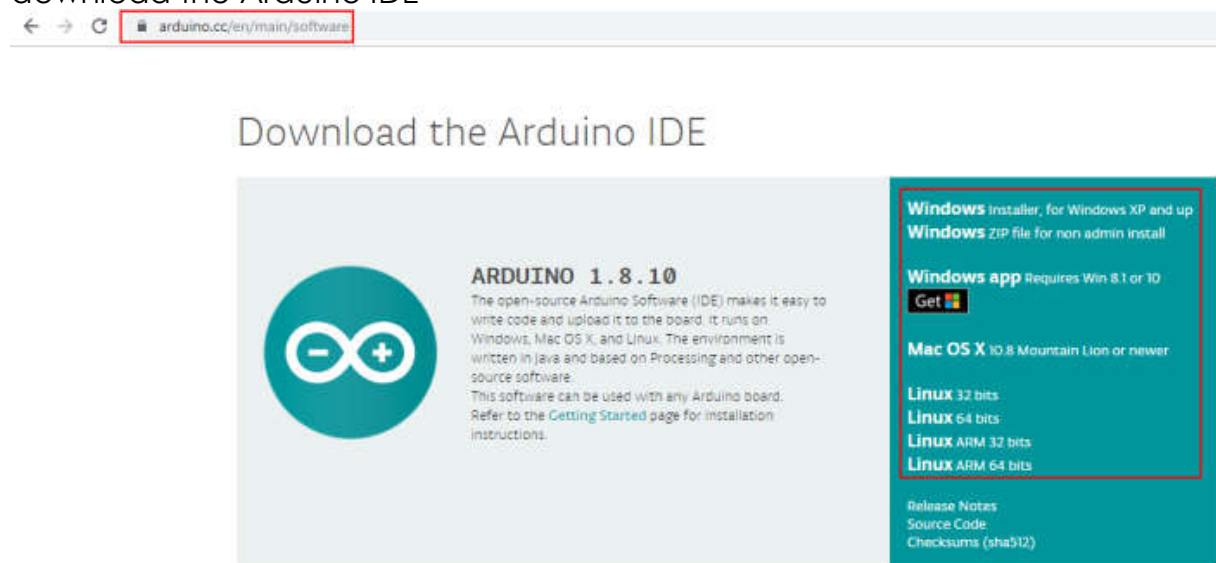 download the Arduino IDE
arduino.cc/en/main/software
Download the Arduino IDE
ARDUINO 1.8.10
The open-source Arduino Software (IDE) makes it easy to
write code and upload it to the board. It runs on
Windows, Mac OS X, and Linux. The environment is
written in Java and based on Processing and other open-
source software.
This software can be used with any Arduino board.
Refer to the Getting Started page for installation
instructions.
Windows Installer, for Windows XP and up
Windows ZIP file for non admin install
Windows app Requires Win 8.1 or 10
Get
Mac OS X 10.8 Mountain Lion or newer
Linux 32 bits
Linux 64 bits
Linux ARM 32 bits
Linux ARM 64 bits
Release Notes
Source Code
Checksums (sha512)